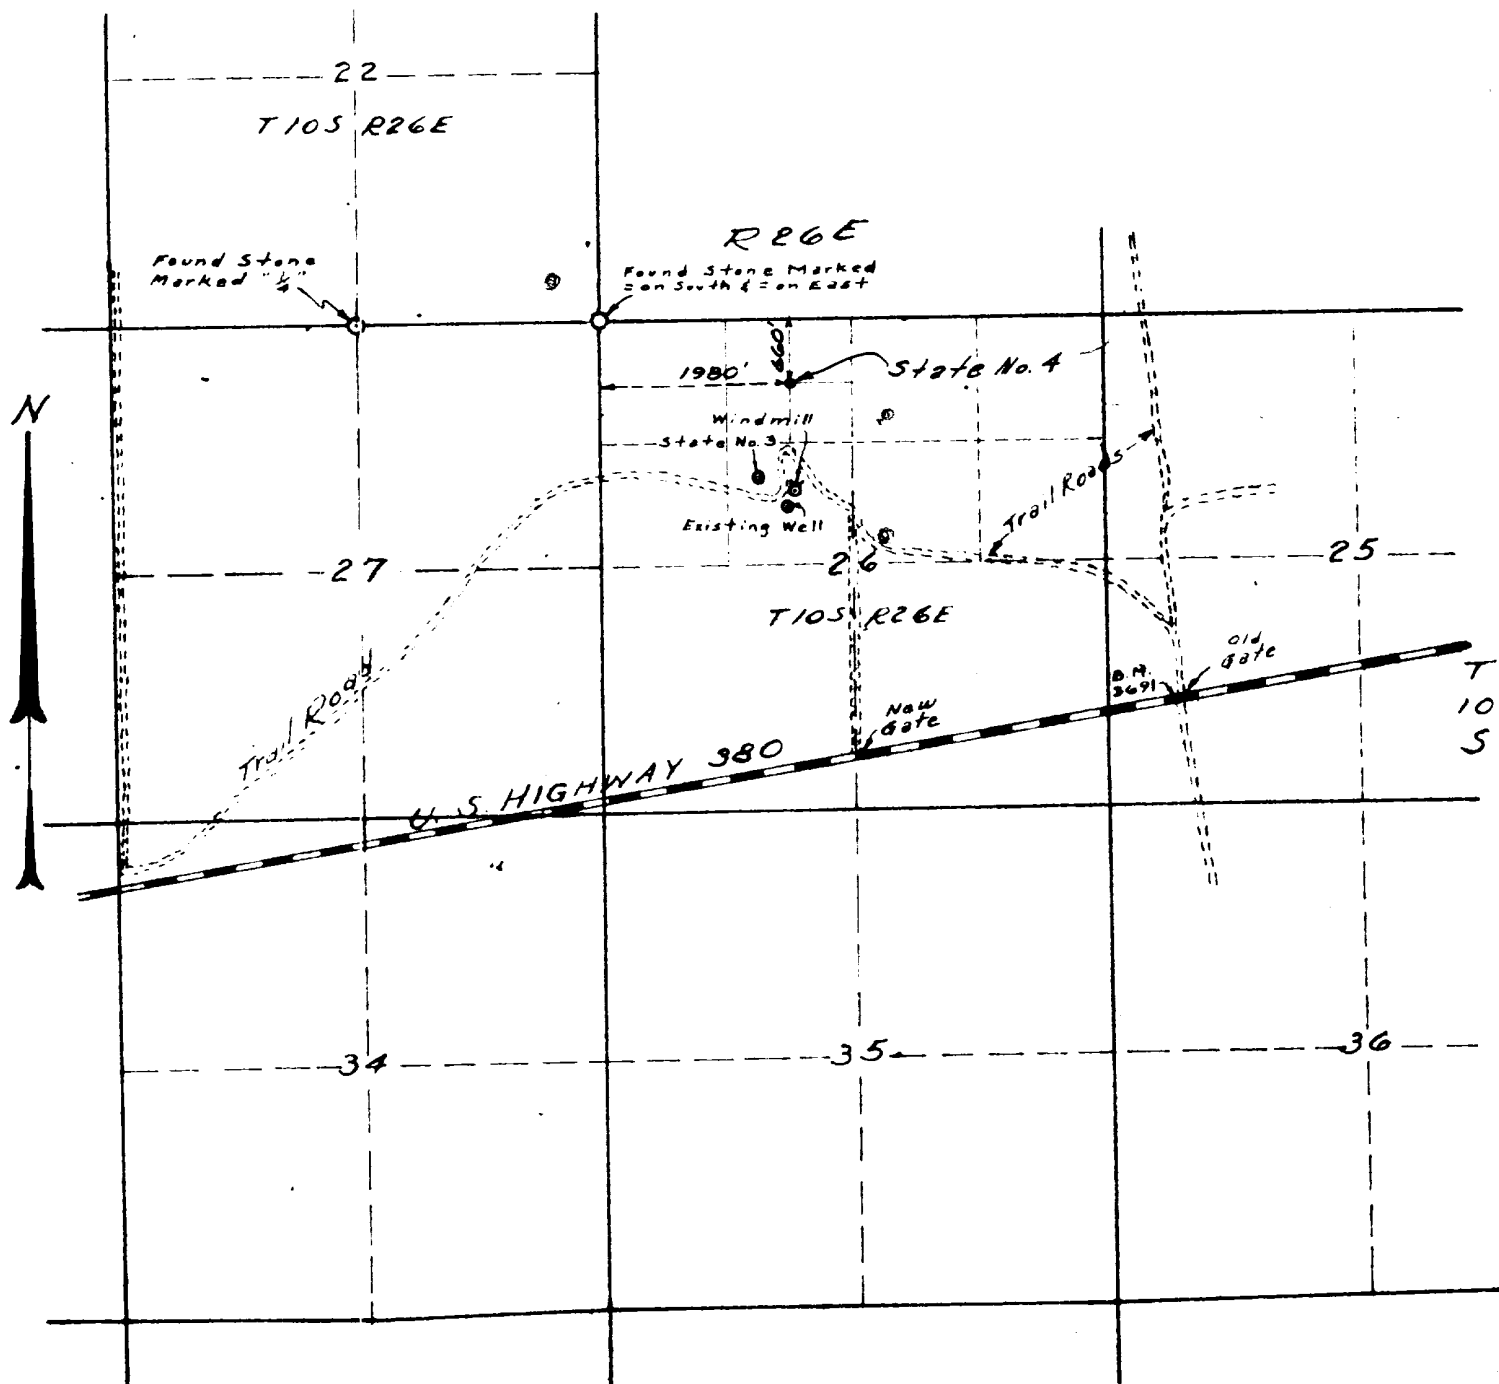 22
T10S R26E
R26E
Found Stone
Marked "1/4"
Found Stone Marked
= on South & = on East
N
660'
1980'
State No. 4
Windmill
State No. 3
Existing Well
Trail Roads
27
26
25
T10S R26E
Old
Gate
B.M.
3691
T
10
S
New
Gate
Trail Road
U.S. HIGHWAY 380
34
35
36